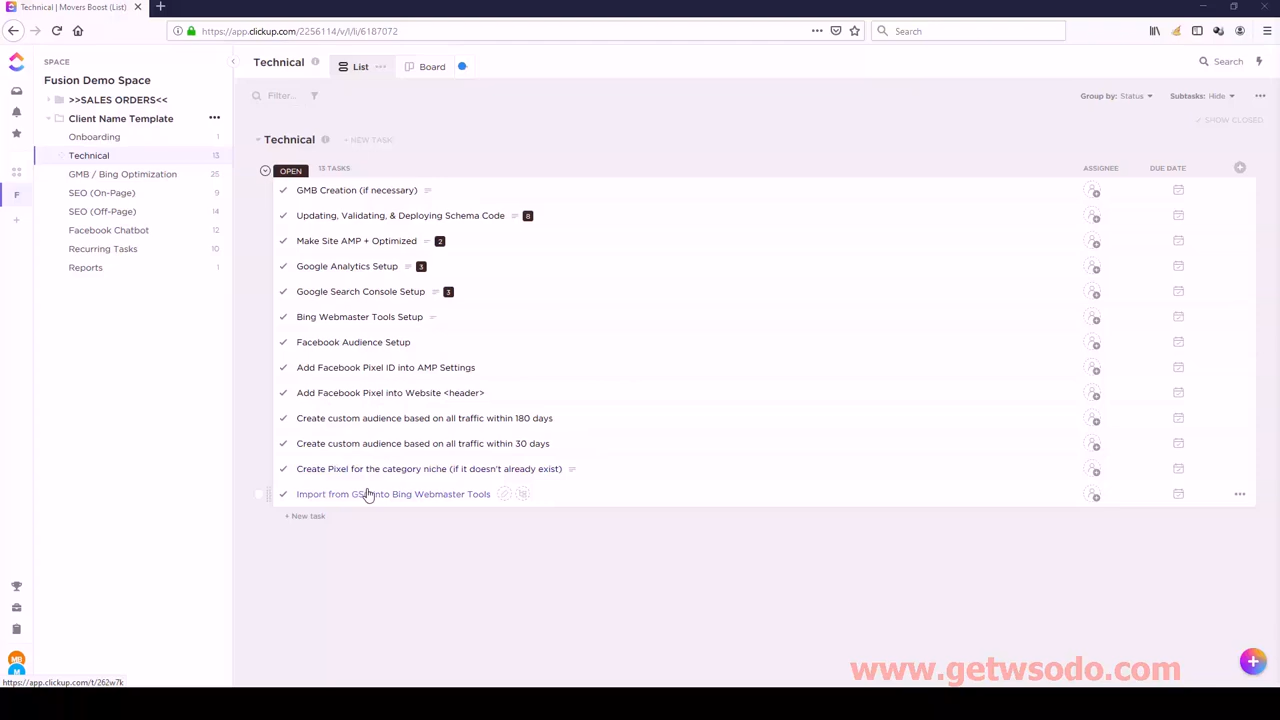 Technical | Movers Boost (List)
https://app.clickup.com/2256114/v/l/li/6187072
Search
SPACE
Fusion Demo Space
>>SALES ORDERS<<
Client Name Template
Onboarding 1
Technical 13
GMB / Bing Optimization 25
SEO (On-Page) 9
SEO (Off-Page) 14
Facebook Chatbot 12
Recurring Tasks 10
Reports 1
F
MB
M
Technical List Board Search
Filter... Group by: Status Subtasks: Hide
SHOW CLOSED
Technical + NEW TASK
OPEN 13 TASKS ASSIGNEE DUE DATE
GMB Creation (if necessary)
Updating, Validating, & Deploying Schema Code 8
Make Site AMP + Optimized 2
Google Analytics Setup 3
Google Search Console Setup 3
Bing Webmaster Tools Setup
Facebook Audience Setup
Add Facebook Pixel ID into AMP Settings
Add Facebook Pixel into Website <header>
Create custom audience based on all traffic within 180 days
Create custom audience based on all traffic within 30 days
Create Pixel for the category niche (if it doesn't already exist)
Import from GSC into Bing Webmaster Tools
+ New task
www.getwsodo.com
https://app.clickup.com/t/262w7k